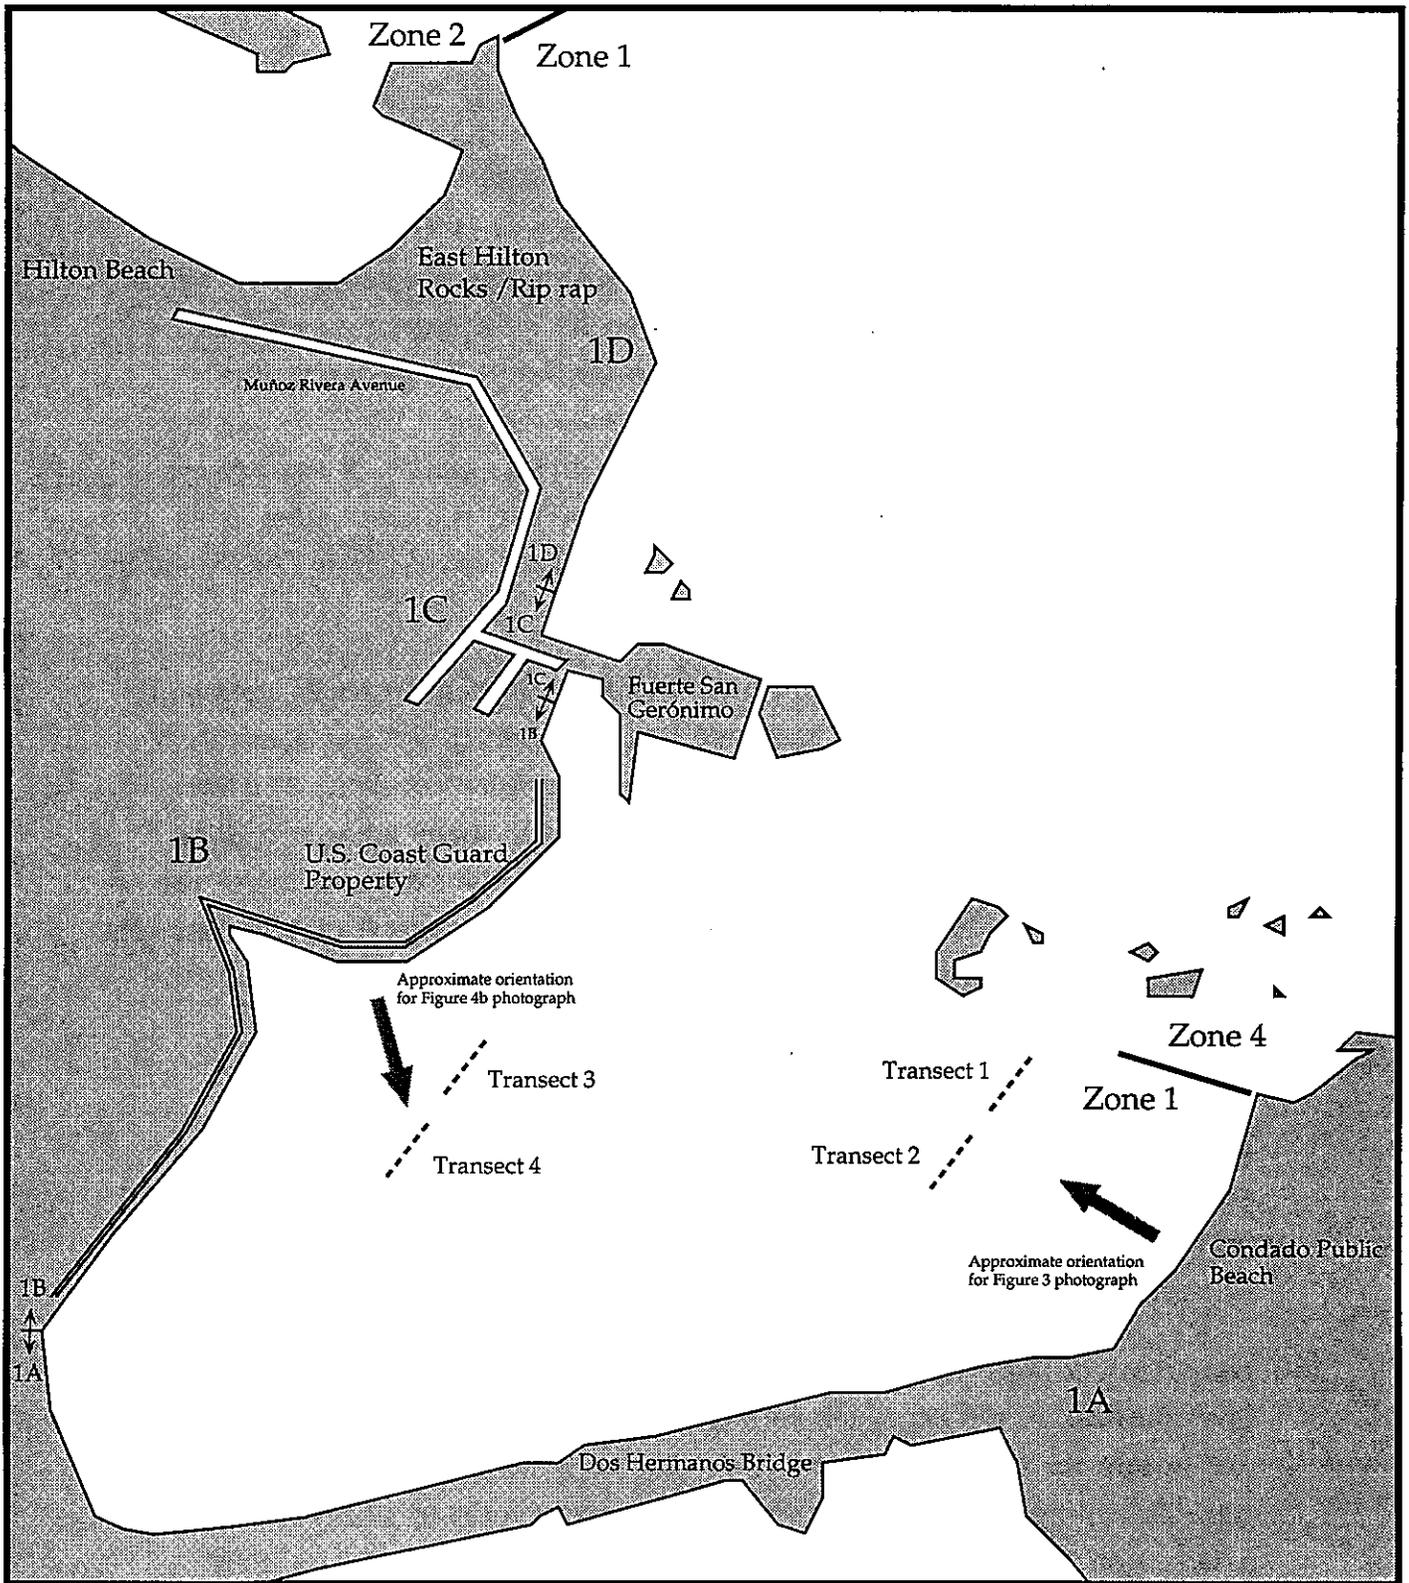 Zone 2
Zone 1
Hilton Beach
East Hilton
Rocks /Rip rap
1D
Muñoz Rivera Avenue
1D
1C
1C
1C
1B
Fuerte San
Gerónimo
1B
U.S. Coast Guard
Property
Approximate orientation
for Figure 4b photograph
Zone 4
Transect 3
Transect 1
Zone 1
Transect 4
Transect 2
Condado Public
Beach
Approximate orientation
for Figure 3 photograph
1B
1A
1A
Dos Hermanos Bridge